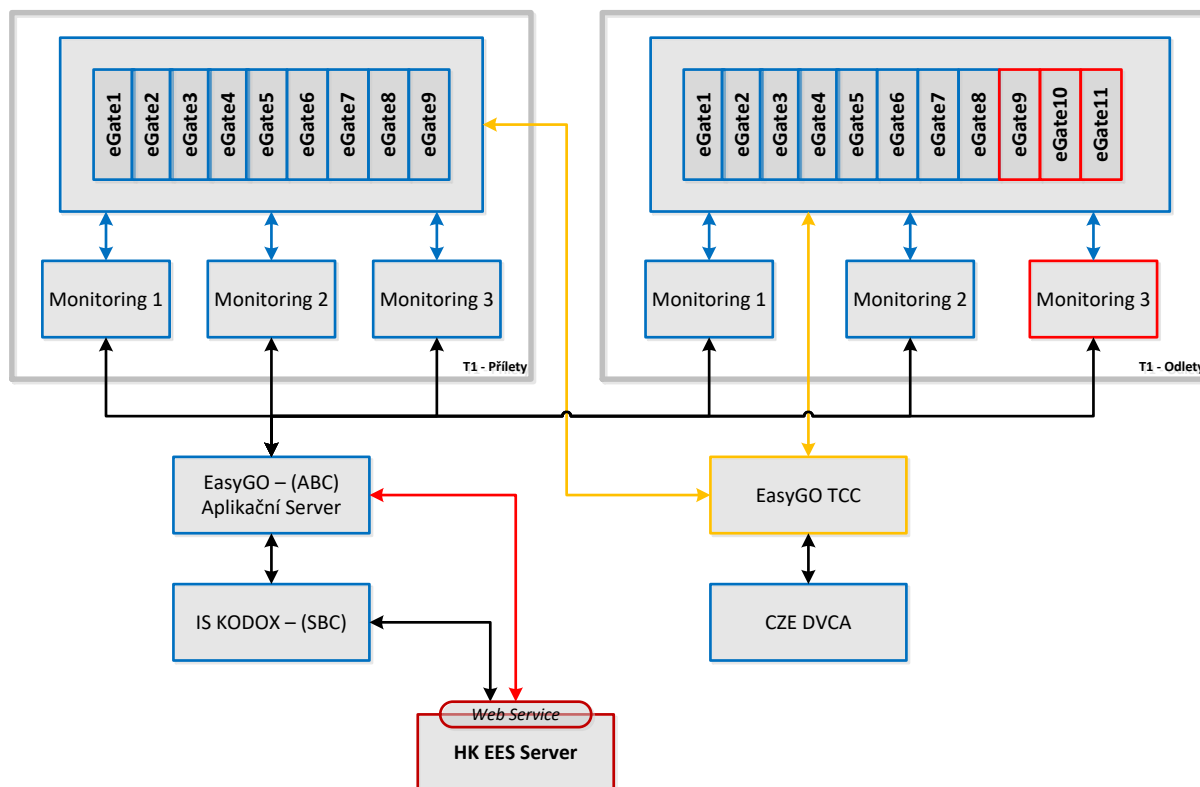 eGate1
eGate2
eGate3
eGate4
eGate5
eGate6
eGate7
eGate8
eGate9
Monitoring 1
Monitoring 2
Monitoring 3
T1 - Přílety
eGate1
eGate2
eGate3
eGate4
eGate5
eGate6
eGate7
eGate8
eGate9
eGate10
eGate11
Monitoring 1
Monitoring 2
Monitoring 3
T1 - Odlety
EasyGO – (ABC)
Aplikační Server
EasyGO TCC
IS KODOX – (SBC)
CZE DVCA
Web Service
HK EES Server